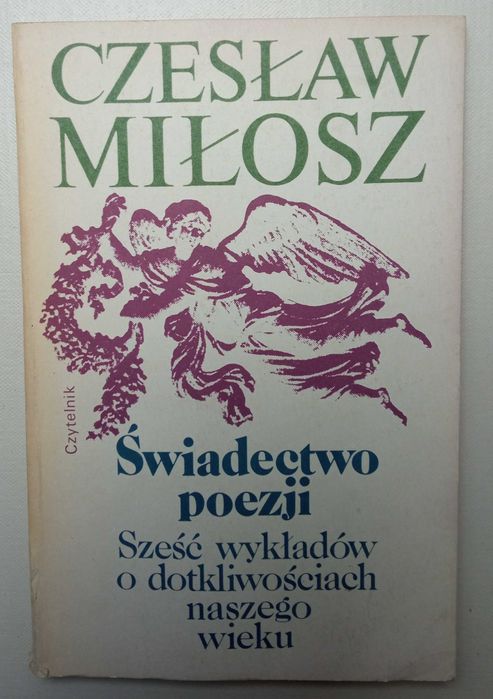 CZESŁAW
MIŁOSZ
Czytelnik
Świadectwo
poezji
Sześć wykładów
o dotkliwościach
naszego
wieku